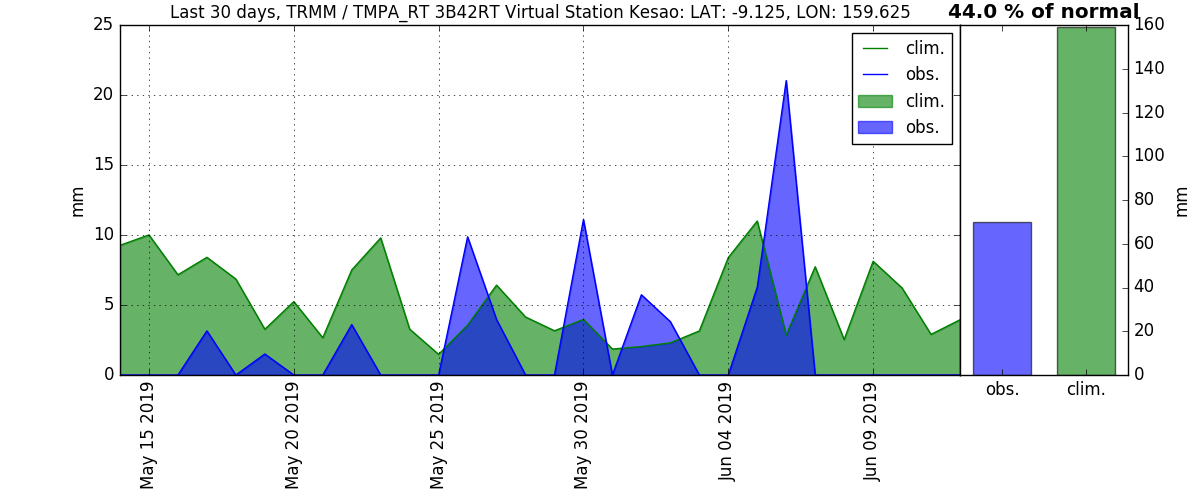 Last 30 days, TRMM / TMPA_RT 3B42RT Virtual Station Kesao: LAT: -9.125, LON: 159.625
44.0 % of normal
25
20
15
10
5
0
mm
clim.
obs.
clim.
obs.
160
140
120
100
80
60
40
20
0
mm
obs.
clim.
May 15 2019
May 20 2019
May 25 2019
May 30 2019
Jun 04 2019
Jun 09 2019